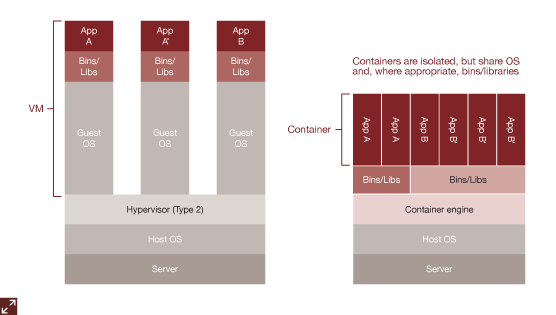 App
A
App
A'
App
B
Bins/
Libs
Bins/
Libs
Bins/
Libs
VM
Guest
OS
Guest
OS
Guest
OS
Hypervisor (Type 2)
Host OS
Server
Containers are isolated, but share OS
and, where appropriate, bins/libraries
Container
App A
App A
App B
App B'
App B'
App B'
Bins/Libs
Bins/Libs
Container engine
Host OS
Server